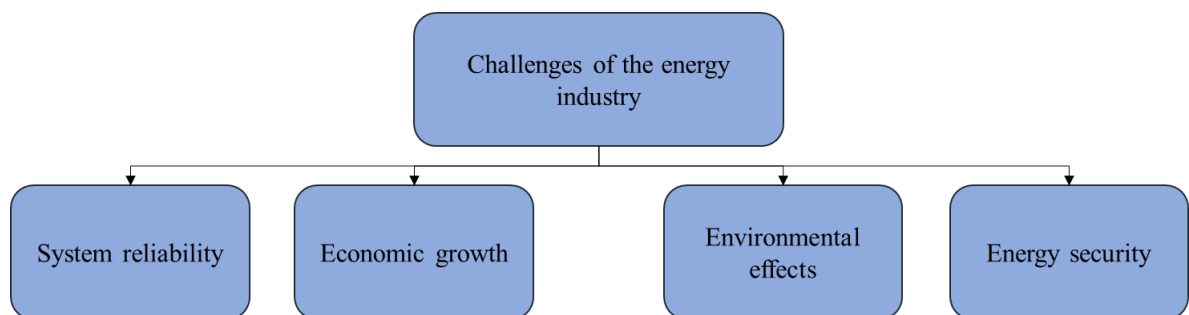 Challenges of the energy
industry
System reliability
Economic growth
Environmental
effects
Energy security